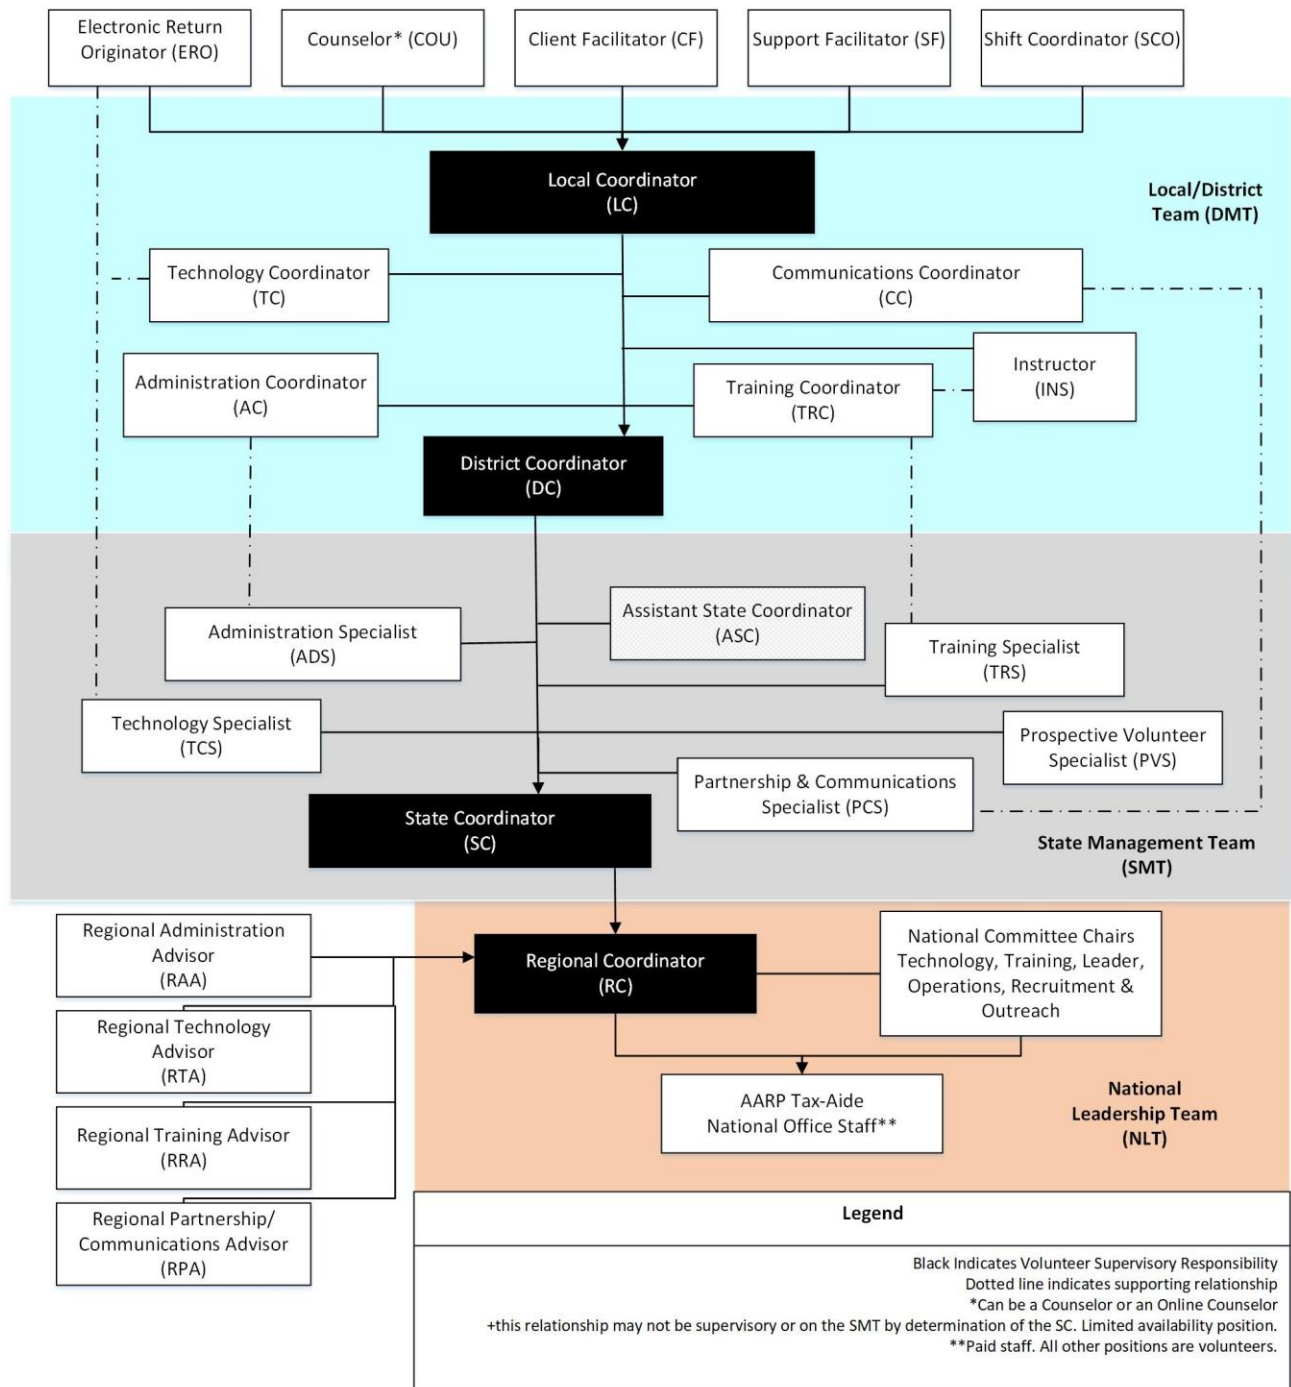 Electronic Return
Originator (ERO)
Counselor* (COU)
Client Facilitator (CF)
Support Facilitator (SF)
Shift Coordinator (SCO)
Local Coordinator
(LC)
Local/District
Team (DMT)
Technology Coordinator
(TC)
Communications Coordinator
(CC)
Administration Coordinator
(AC)
Training Coordinator
(TRC)
Instructor
(INS)
District Coordinator
(DC)
Assistant State Coordinator
(ASC)
Administration Specialist
(ADS)
Training Specialist
(TRS)
Technology Specialist
(TCS)
Prospective Volunteer
Specialist (PVS)
Partnership & Communications
Specialist (PCS)
State Coordinator
(SC)
State Management Team
(SMT)
Regional Administration
Advisor
(RAA)
Regional Coordinator
(RC)
National Committee Chairs
Technology, Training, Leader,
Operations, Recruitment &
Outreach
Regional Technology
Advisor
(RTA)
AARP Tax-Aide
National Office Staff**
National
Leadership Team
(NLT)
Regional Training Advisor
(RRA)
Regional Partnership/
Communications Advisor
(RPA)
Legend
Black Indicates Volunteer Supervisory Responsibility
Dotted line indicates supporting relationship
*Can be a Counselor or an Online Counselor
+this relationship may not be supervisory or on the SMT by determination of the SC. Limited availability position.
**Paid staff. All other positions are volunteers.